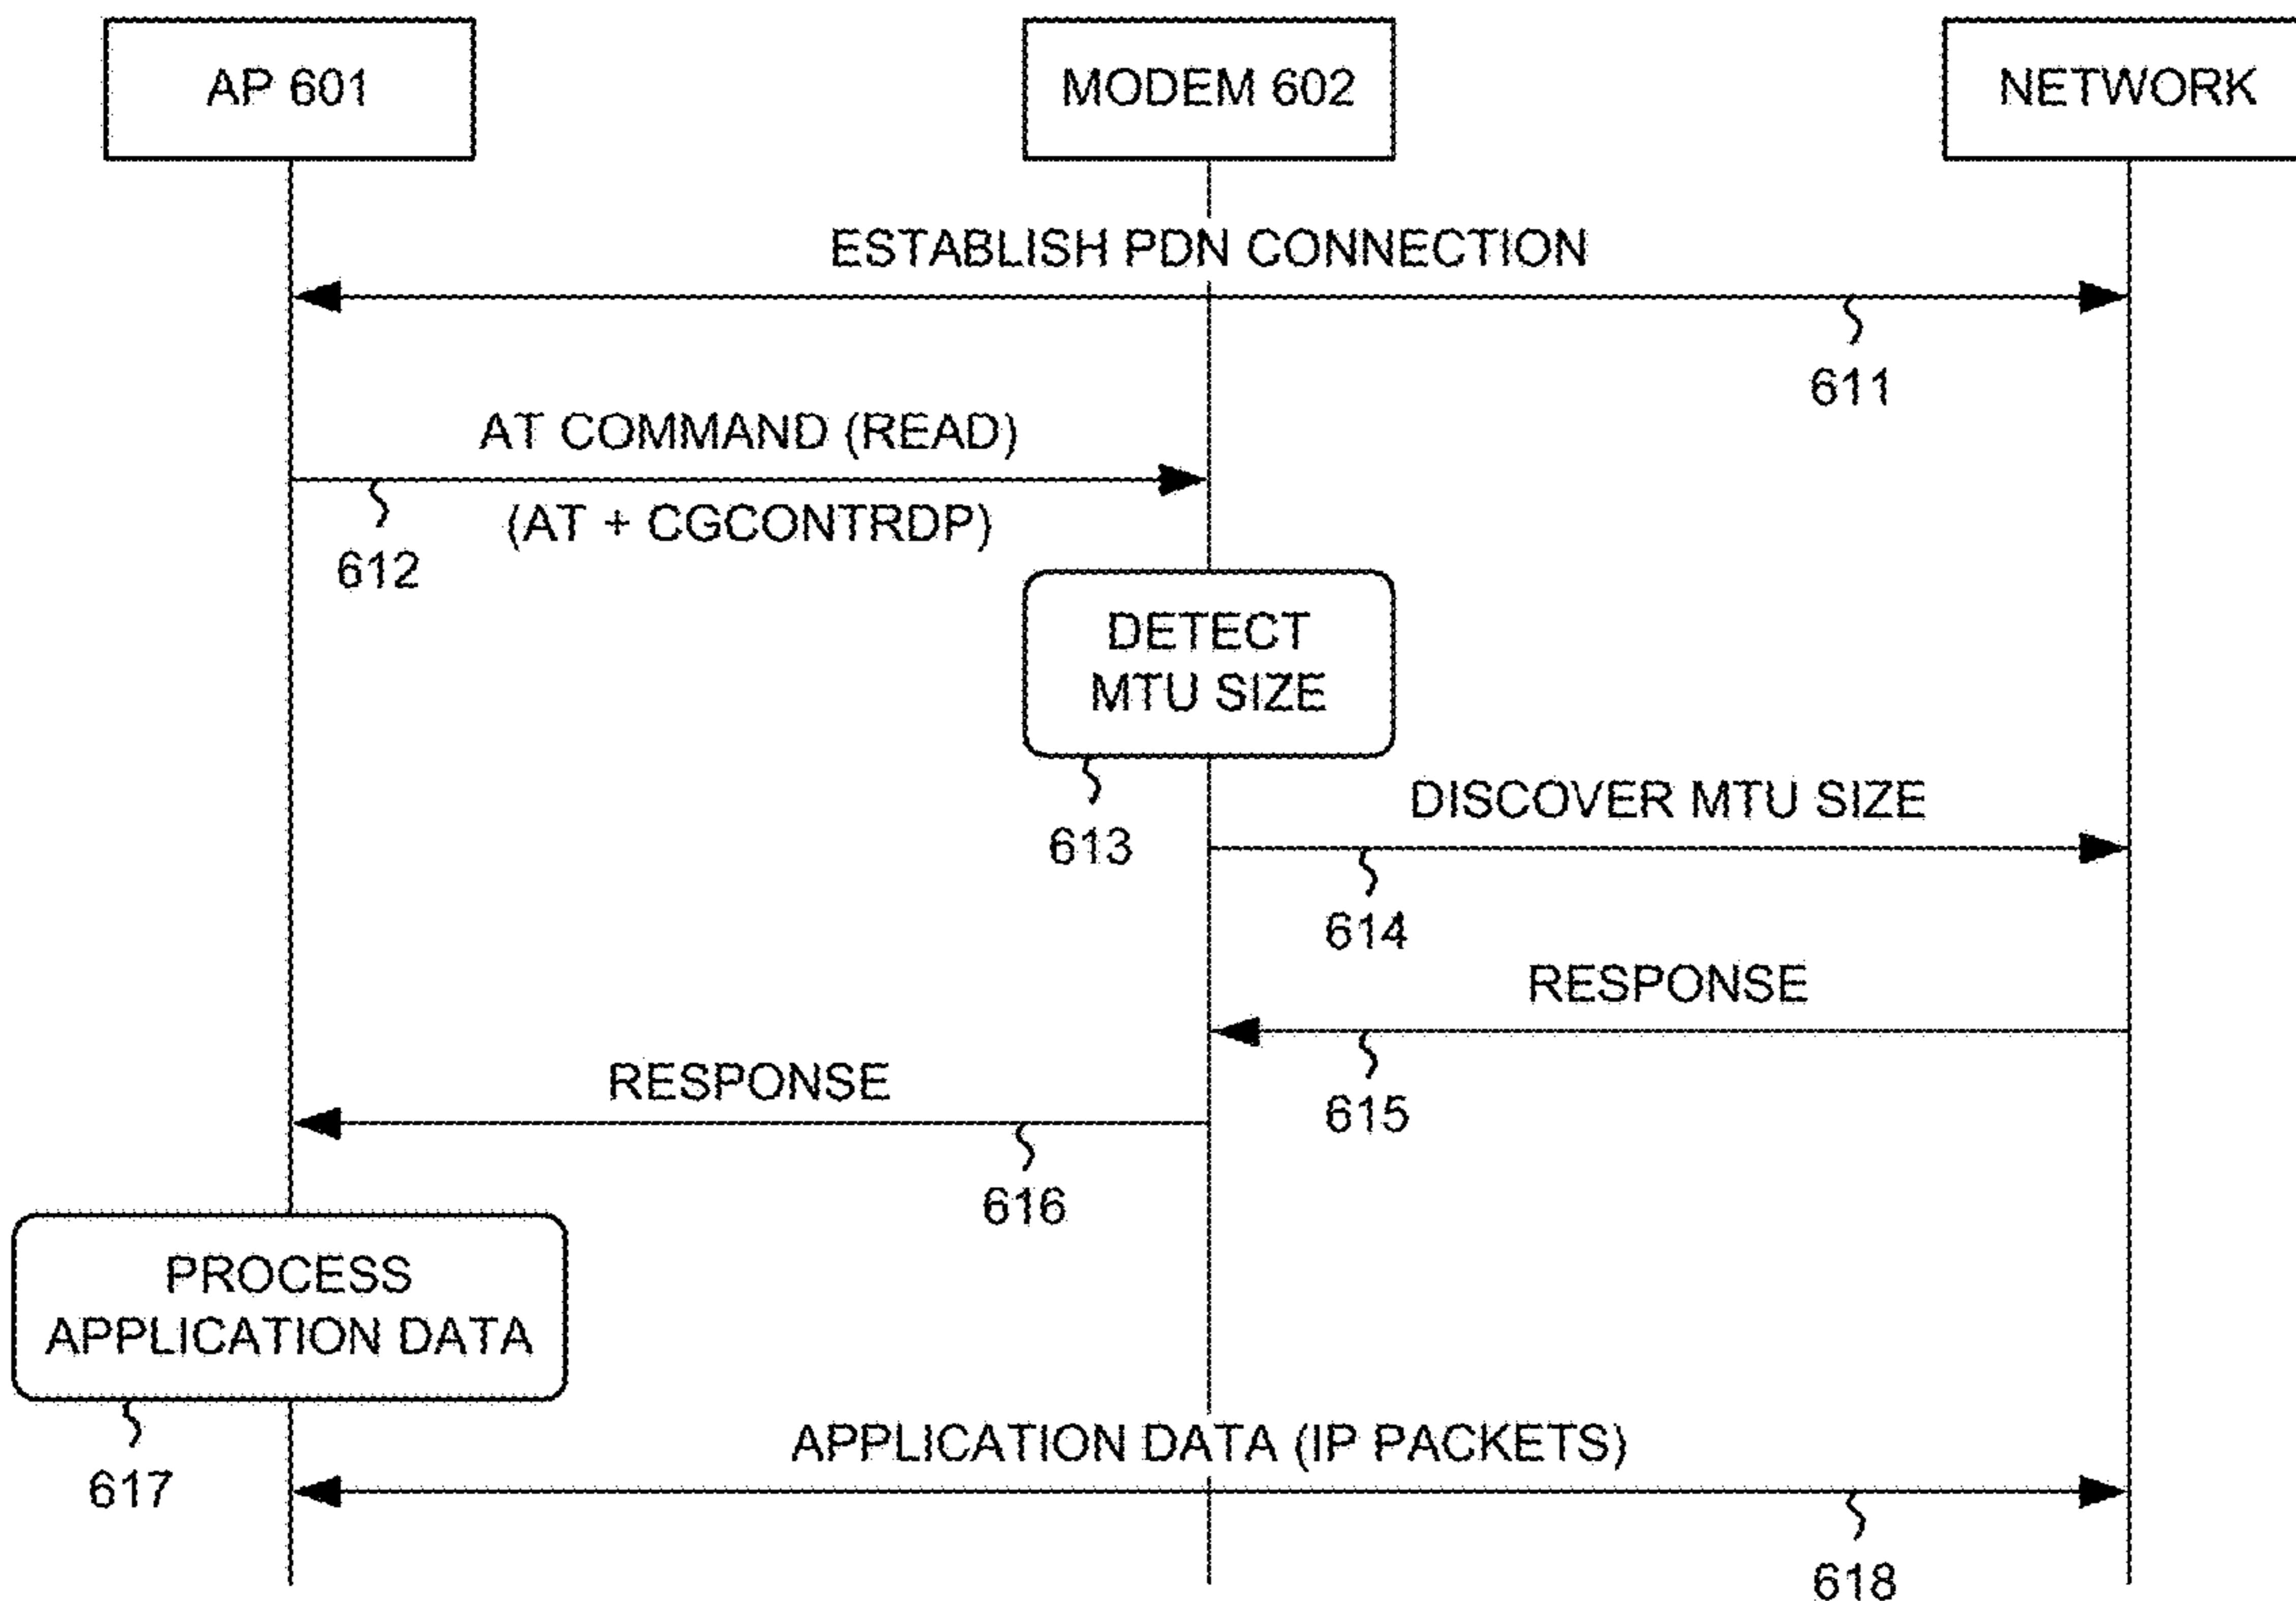 AP 601
MODEM 602
NETWORK
ESTABLISH PDN CONNECTION
611
AT COMMAND (READ)
(AT + CGCONTRDP)
612
DETECT
MTU SIZE
613
DISCOVER MTU SIZE
614
RESPONSE
615
RESPONSE
616
PROCESS
APPLICATION DATA
617
APPLICATION DATA (IP PACKETS)
618